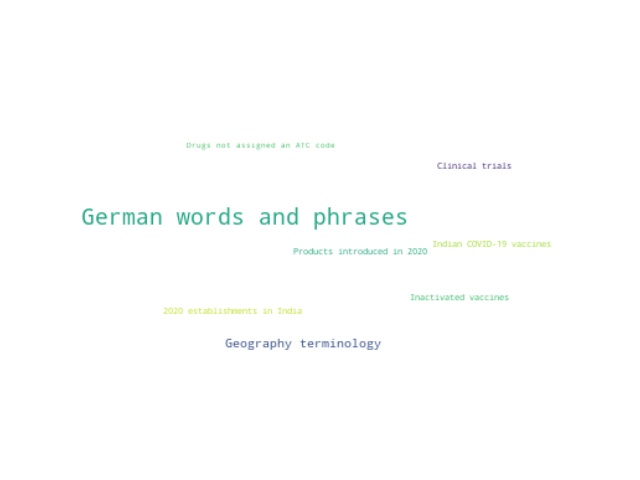 Drugs not assigned an ATC code
Clinical trials
German words and phrases
Indian COVID-19 vaccines
Products introduced in 2020
Inactivated vaccines
2020 establishments in India
Geography terminology